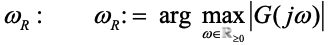 ω_R :   ω_R := arg max_{ω∈ℝ_{≥0}} |G(jω)|